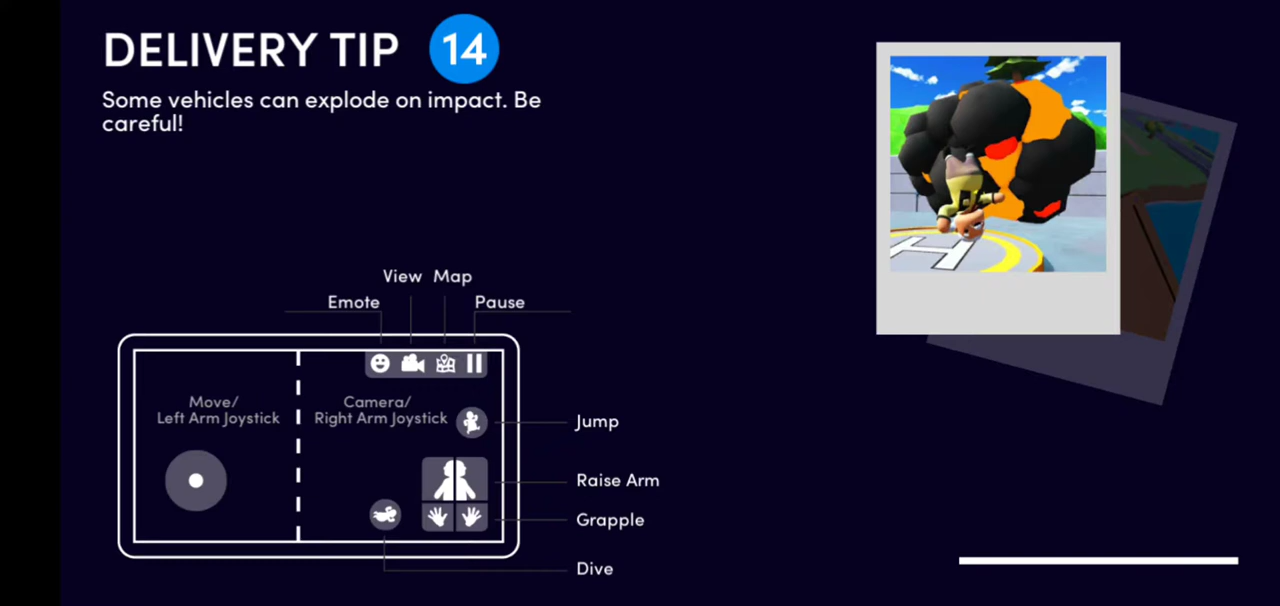 DELIVERY TIP 14
Some vehicles can explode on impact. Be
careful!
View Map
Emote Pause
Move/
Left Arm Joystick
Camera/
Right Arm Joystick
Jump
Raise Arm
Grapple
Dive
H